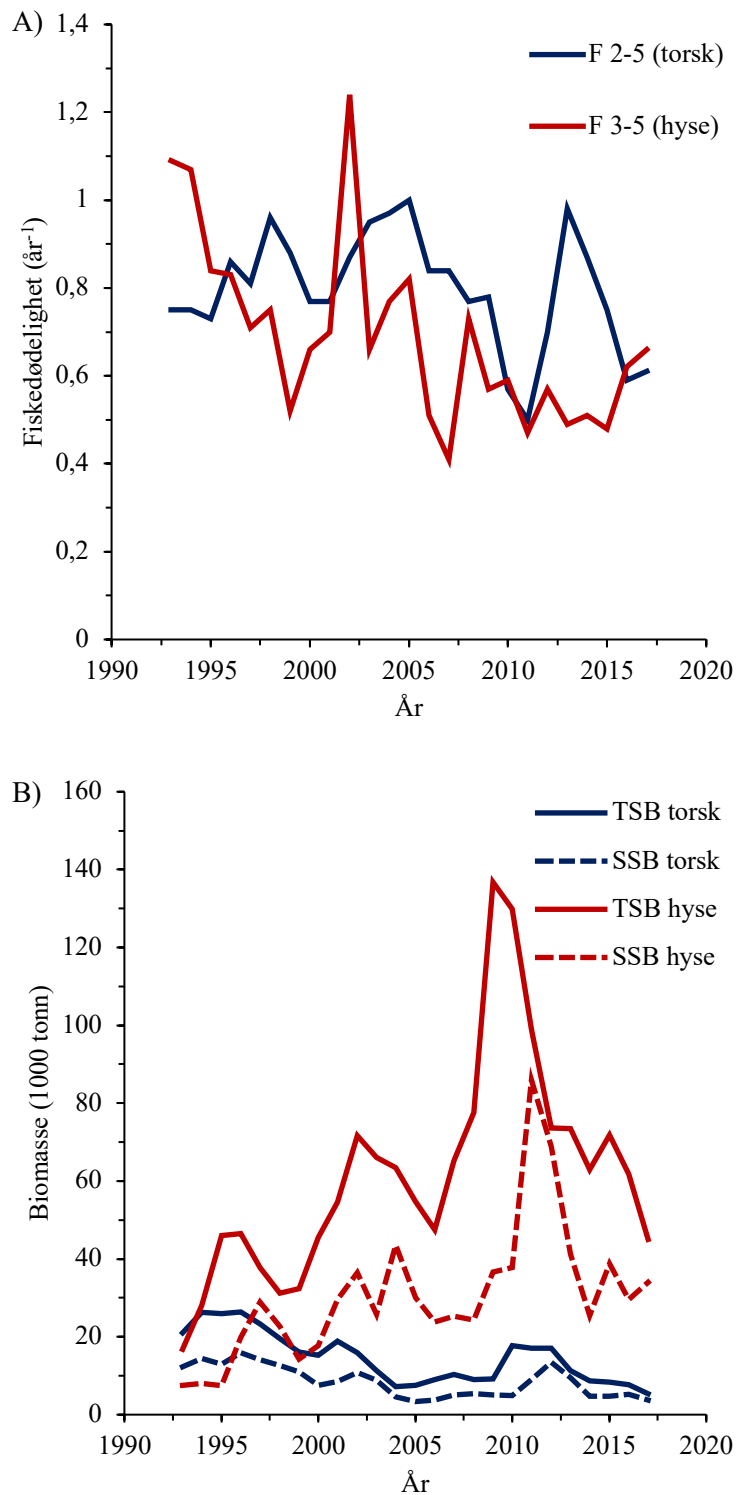 A)
1,4
1,2
1
0,8
0,6
0,4
0,2
0
Fiskedødelighet (år-1)
F 2-5 (torsk)
F 3-5 (hyse)
1990 1995 2000 2005 2010 2015 2020
År
B)
160
140
120
100
80
60
40
20
0
Biomasse (1000 tonn)
TSB torsk
SSB torsk
TSB hyse
SSB hyse
1990 1995 2000 2005 2010 2015 2020
År